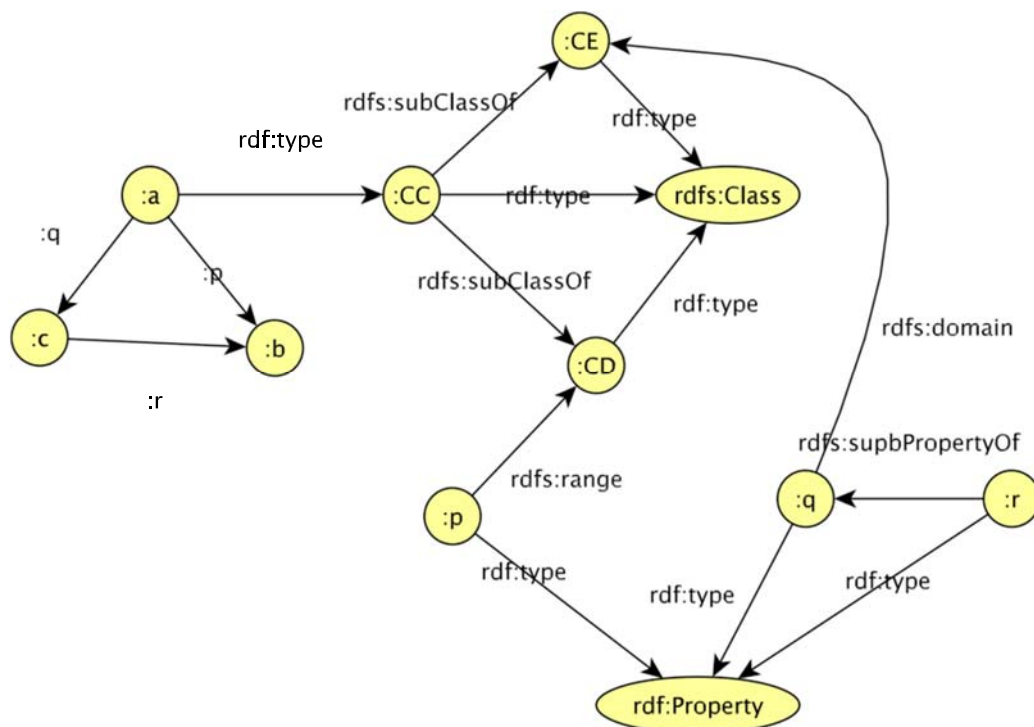 :CE
rdfs:subClassOf
rdf:type
rdf:type
:a
:CC
rdf:type
rdfs:Class
:q
:p
rdfs:subClassOf
rdf:type
:c
:b
rdfs:domain
:CD
:r
rdfs:supbPropertyOf
rdfs:range
:q
:r
:p
rdf:type
rdf:type
rdf:type
rdf:Property